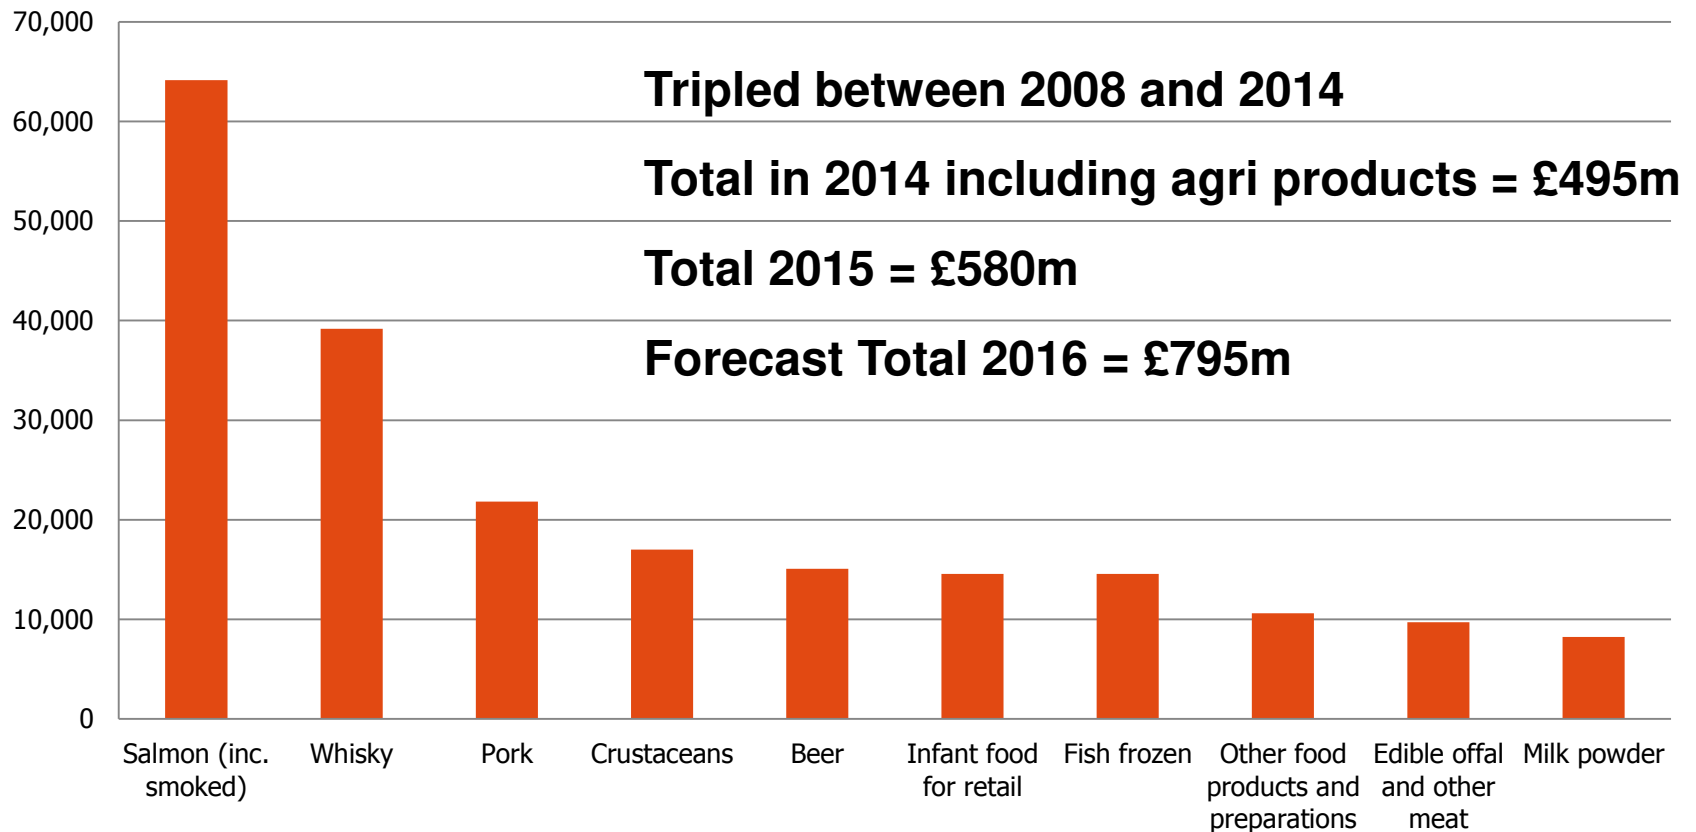 70,000
60,000
50,000
40,000
30,000
20,000
10,000
0
Tripled between 2008 and 2014
Total in 2014 including agri products = £495m
Total 2015 = £580m
Forecast Total 2016 = £795m
Salmon (inc.
smoked)
Whisky
Pork
Crustaceans
Beer
Infant food
for retail
Fish frozen
Other food
products and
preparations
Edible offal
and other
meat
Milk powder